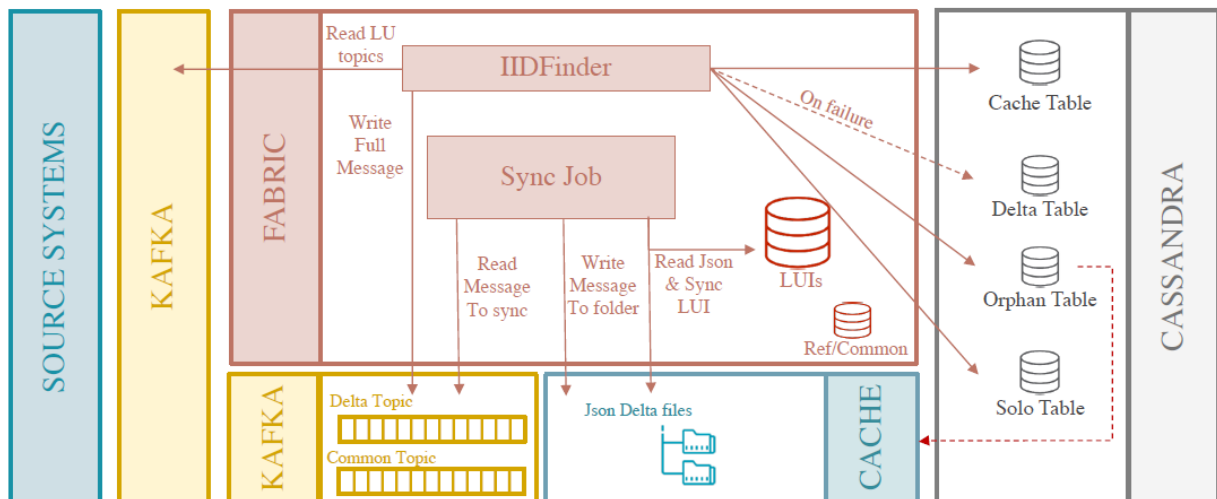 SOURCE SYSTEMS
KAFKA
FABRIC
Read LU
topics
IIDFinder
Write
Full
Message
Sync Job
On failure
Read
Message
To sync
Write
Message
To folder
Read Json
& Sync
LUI
LUIs
Ref/Common
Cache Table
Delta Table
Orphan Table
Solo Table
CASSANDRA
KAFKA
Delta Topic
Common Topic
Json Delta files
CACHE